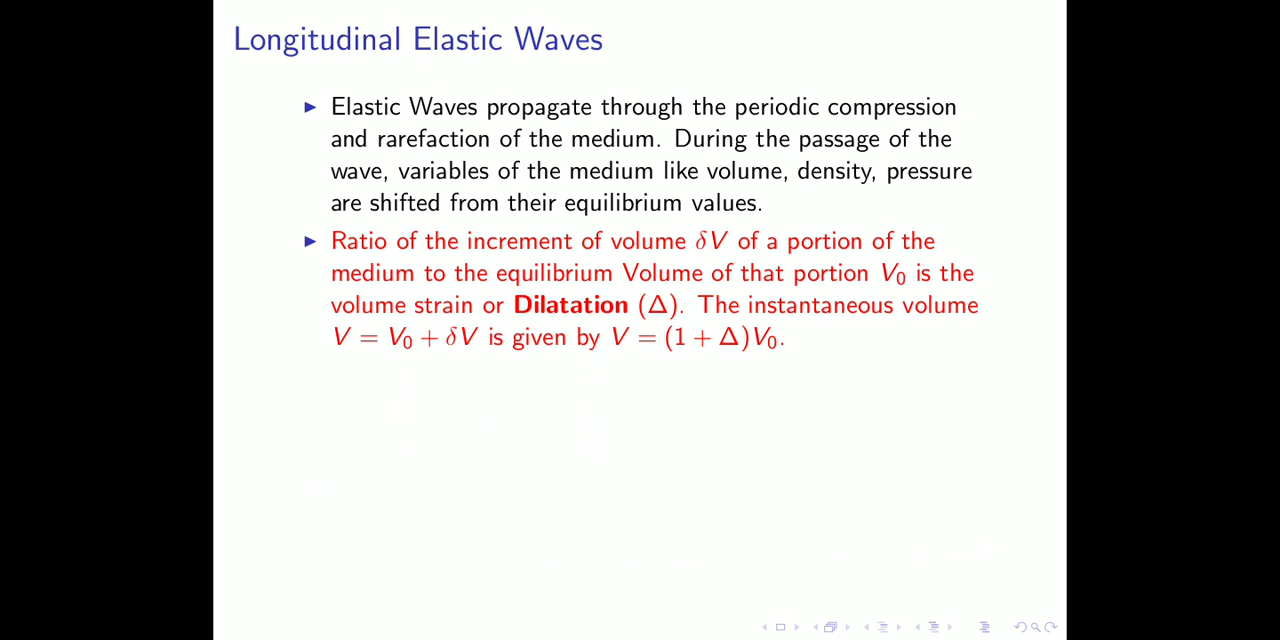 Longitudinal Elastic Waves
▶ Elastic Waves propagate through the periodic compression
and rarefaction of the medium. During the passage of the
wave, variables of the medium like volume, density, pressure
are shifted from their equilibrium values.
▶ Ratio of the increment of volume δV of a portion of the
medium to the equilibrium Volume of that portion V₀ is the
volume strain or Dilatation (Δ). The instantaneous volume
V = V₀ + δV is given by V = (1 + Δ)V₀.